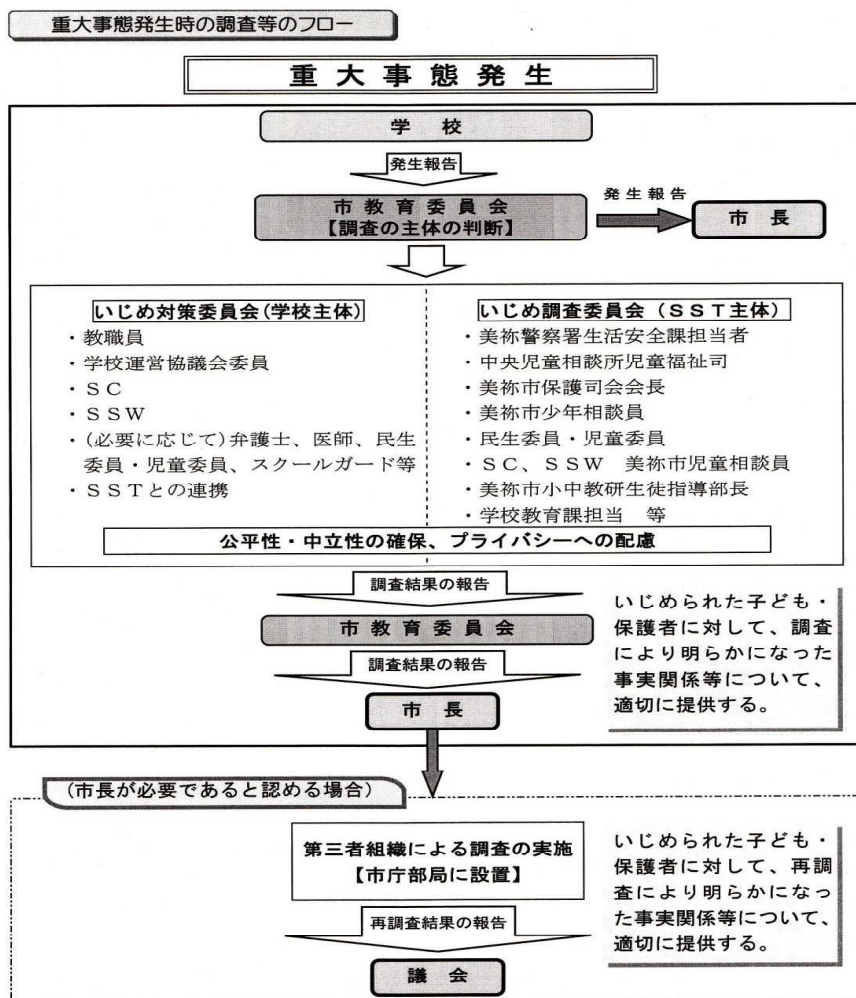 重大事態発生時の調査等のフロー
重大事態発生
学　校
発生報告
市教育委員会
【調査の主体の判断】
発生報告
市　長
いじめ対策委員会(学校主体)
・教職員
・学校運営協議会委員
・ＳＣ
・ＳＳＷ
・(必要に応じて)弁護士、医師、民生
委員・児童委員、スクールガード等
・ＳＳＴとの連携
いじめ調査委員会（ＳＳＴ主体）
・美祢警察署生活安全課担当者
・中央児童相談所児童福祉司
・美祢市保護司会会長
・美祢市少年相談員
・民生委員・児童委員
・ＳＣ、ＳＳＷ　美祢市児童相談員
・美祢市小中教研生徒指導部長
・学校教育課担当　等
公平性・中立性の確保、プライバシーへの配慮
調査結果の報告
市教育委員会
調査結果の報告
市　長
いじめられた子ども・
保護者に対して、調査
により明らかになった
事実関係等について、
適切に提供する。
(市長が必要であると認める場合)
第三者組織による調査の実施
【市庁部局に設置】
再調査結果の報告
議　会
いじめられた子ども・
保護者に対して、再調
査により明らかになっ
た事実関係等について、
適切に提供する。